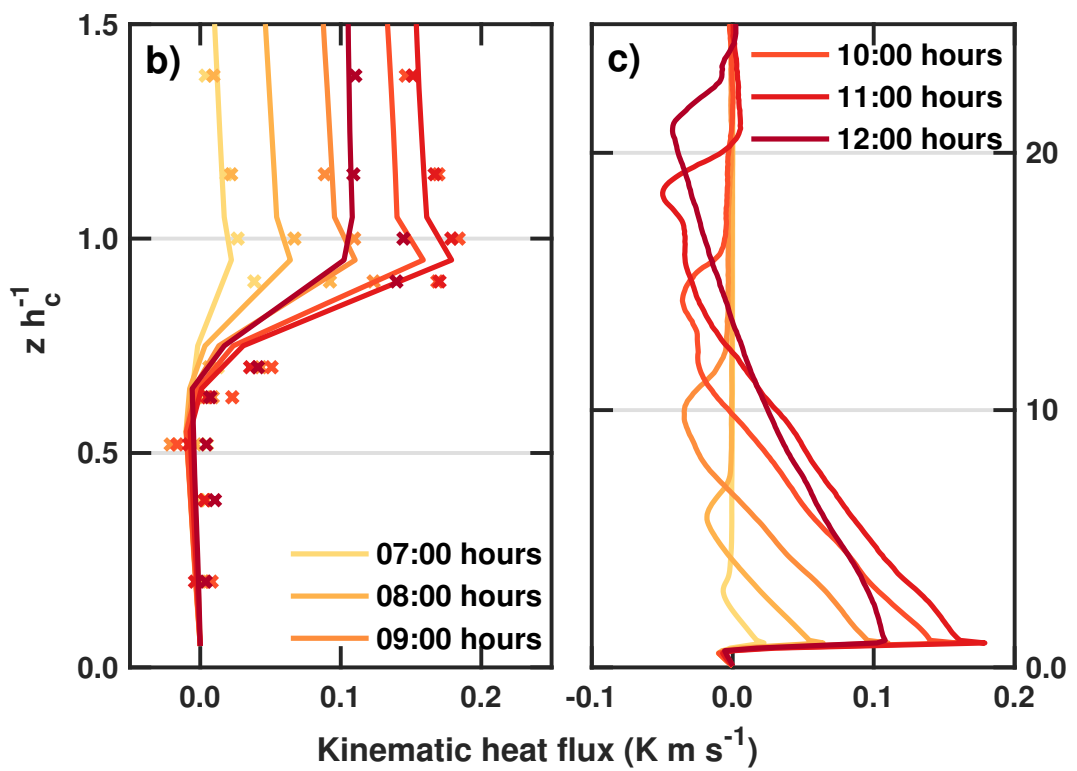 1.5
b)
c)
10:00 hours
11:00 hours
12:00 hours
20
1.0
z h_c^-1
10
0.5
07:00 hours
08:00 hours
09:00 hours
0.0
0.0
0.0 0.1 0.2
-0.1 0.0 0.1 0.2
Kinematic heat flux (K m s^-1)